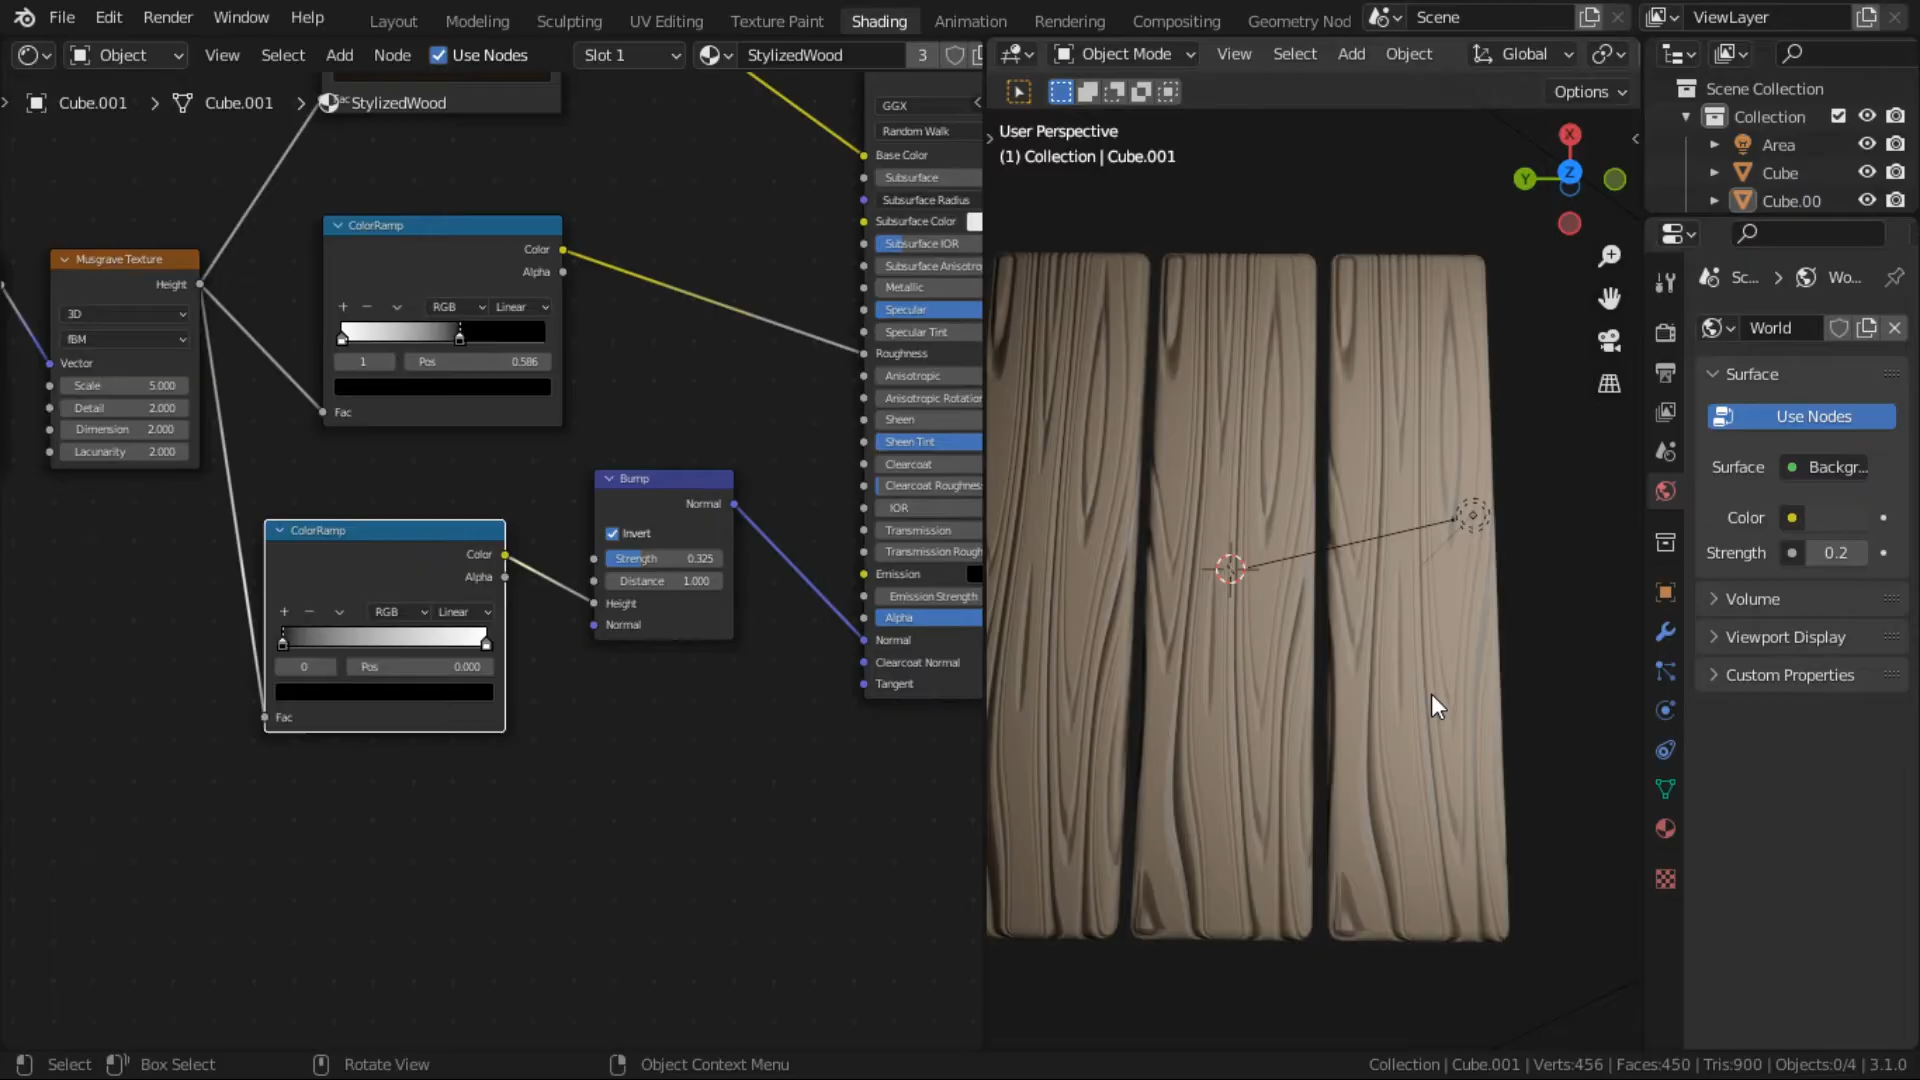 File Edit Render Window Help Layout Modeling Sculpting UV Editing Texture Paint Shading Animation Rendering Compositing Geometry Nod Scene ViewLayer
Object View Select Add Node Use Nodes Slot 1 StylizedWood 3
Object Mode View Select Add Object Global
Options
Cube.001 > Cube.001 > StylizedWood
Fac
Musgrave Texture
Height
3D
fBM
Vector
Scale 5.000
Detail 2.000
Dimension 2.000
Lacunarity 2.000
ColorRamp
Color
Alpha
RGB Linear
1 Pos 0.586
Fac
ColorRamp
Color
Alpha
RGB Linear
0 Pos 0.000
Fac
Bump
Normal
Invert
Strength 0.325
Distance 1.000
Height
Normal
GGX
Random Walk
Base Color
Subsurface
Subsurface Radius
Subsurface Color
Subsurface IOR
Subsurface Anisotro
Metallic
Specular
Specular Tint
Roughness
Anisotropic
Anisotropic Rotation
Sheen
Sheen Tint
Clearcoat
Clearcoat Roughness
IOR
Transmission
Transmission Rough
Emission
Emission Strength
Alpha
Normal
Clearcoat Normal
Tangent
User Perspective
(1) Collection | Cube.001
X
Y
Z
Scene Collection
Collection
Area
Cube
Cube.00
Sc... > Wo...
World
Surface
Use Nodes
Surface Backgr...
Color
Strength 0.2
Volume
Viewport Display
Custom Properties
Select Box Select Rotate View Object Context Menu Collection | Cube.001 | Verts:456 | Faces:450 | Tris:900 | Objects:0/4 | 3.1.0